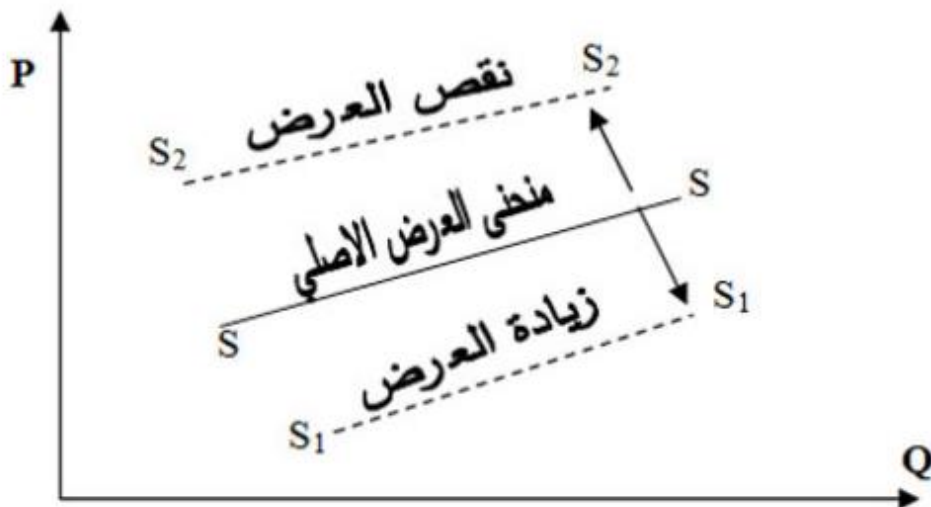 P
نقص العرض
S₂
S₂
منحنى العرض الاصلي
S
S
زيادة العرض
S₁
S₁
Q